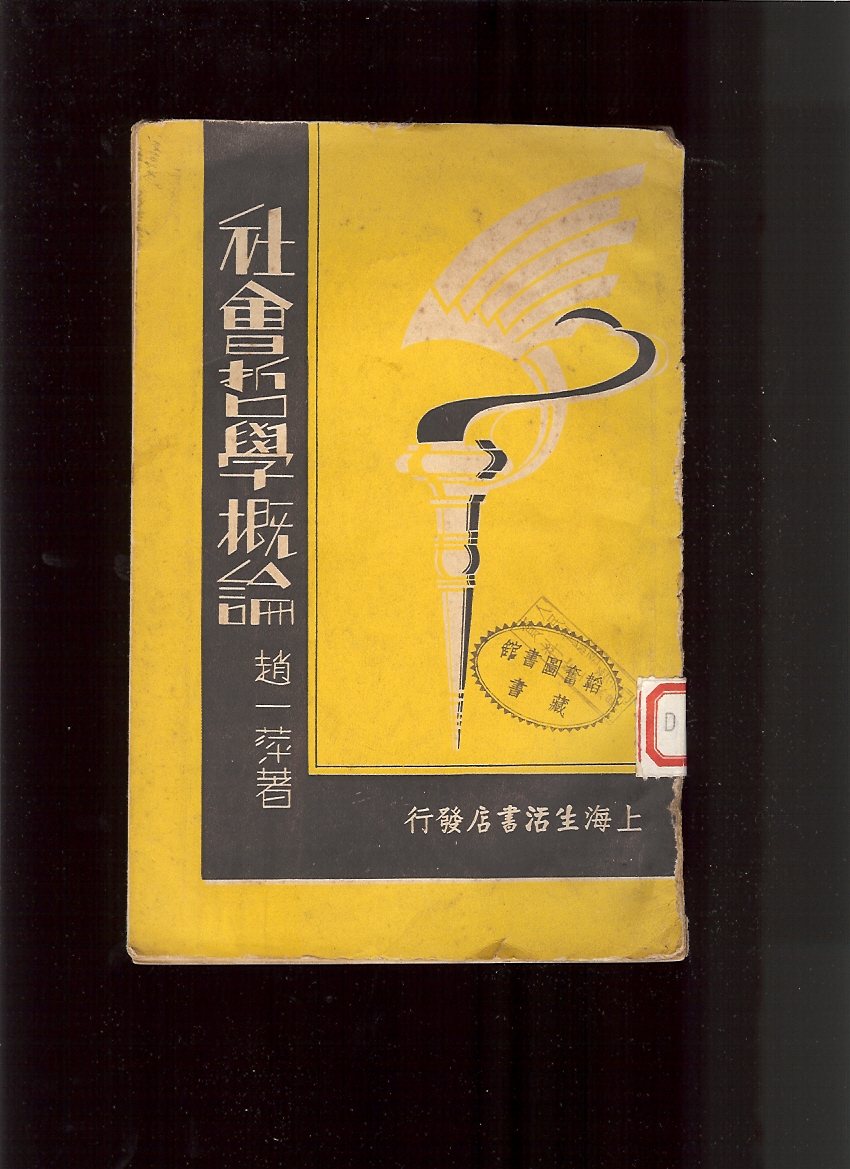 社會哲學概論
趙一萍著
上海生活書店發行
韜奮圖書館
藏書
D